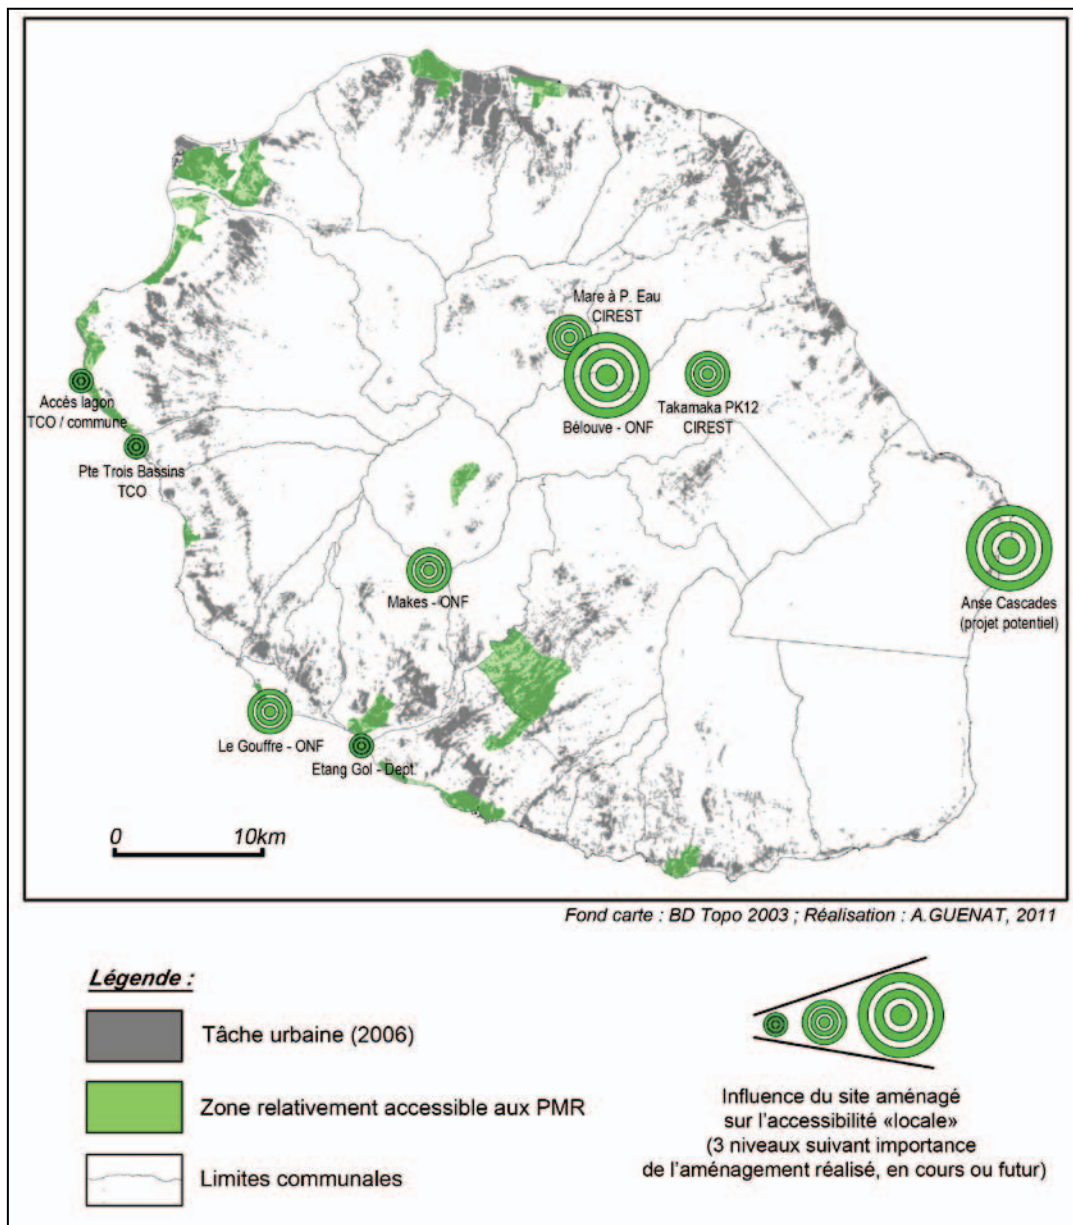 Mare à P. Eau
CIREST
Accès lagon
TCO / commune
Bélouve - ONF
Takamaka PK12
CIREST
Pte Trois Bassins
TCO
Makes - ONF
Anse Cascades
(projet potentiel)
Le Gouffre - ONF
Etang Gol - Dept.
0 10km
Fond carte : BD Topo 2003 ; Réalisation : A.GUENAT, 2011
Légende :
Tâche urbaine (2006)
Zone relativement accessible aux PMR
Limites communales
Influence du site aménagé
sur l'accessibilité «locale»
(3 niveaux suivant importance
de l'aménagement réalisé, en cours ou futur)